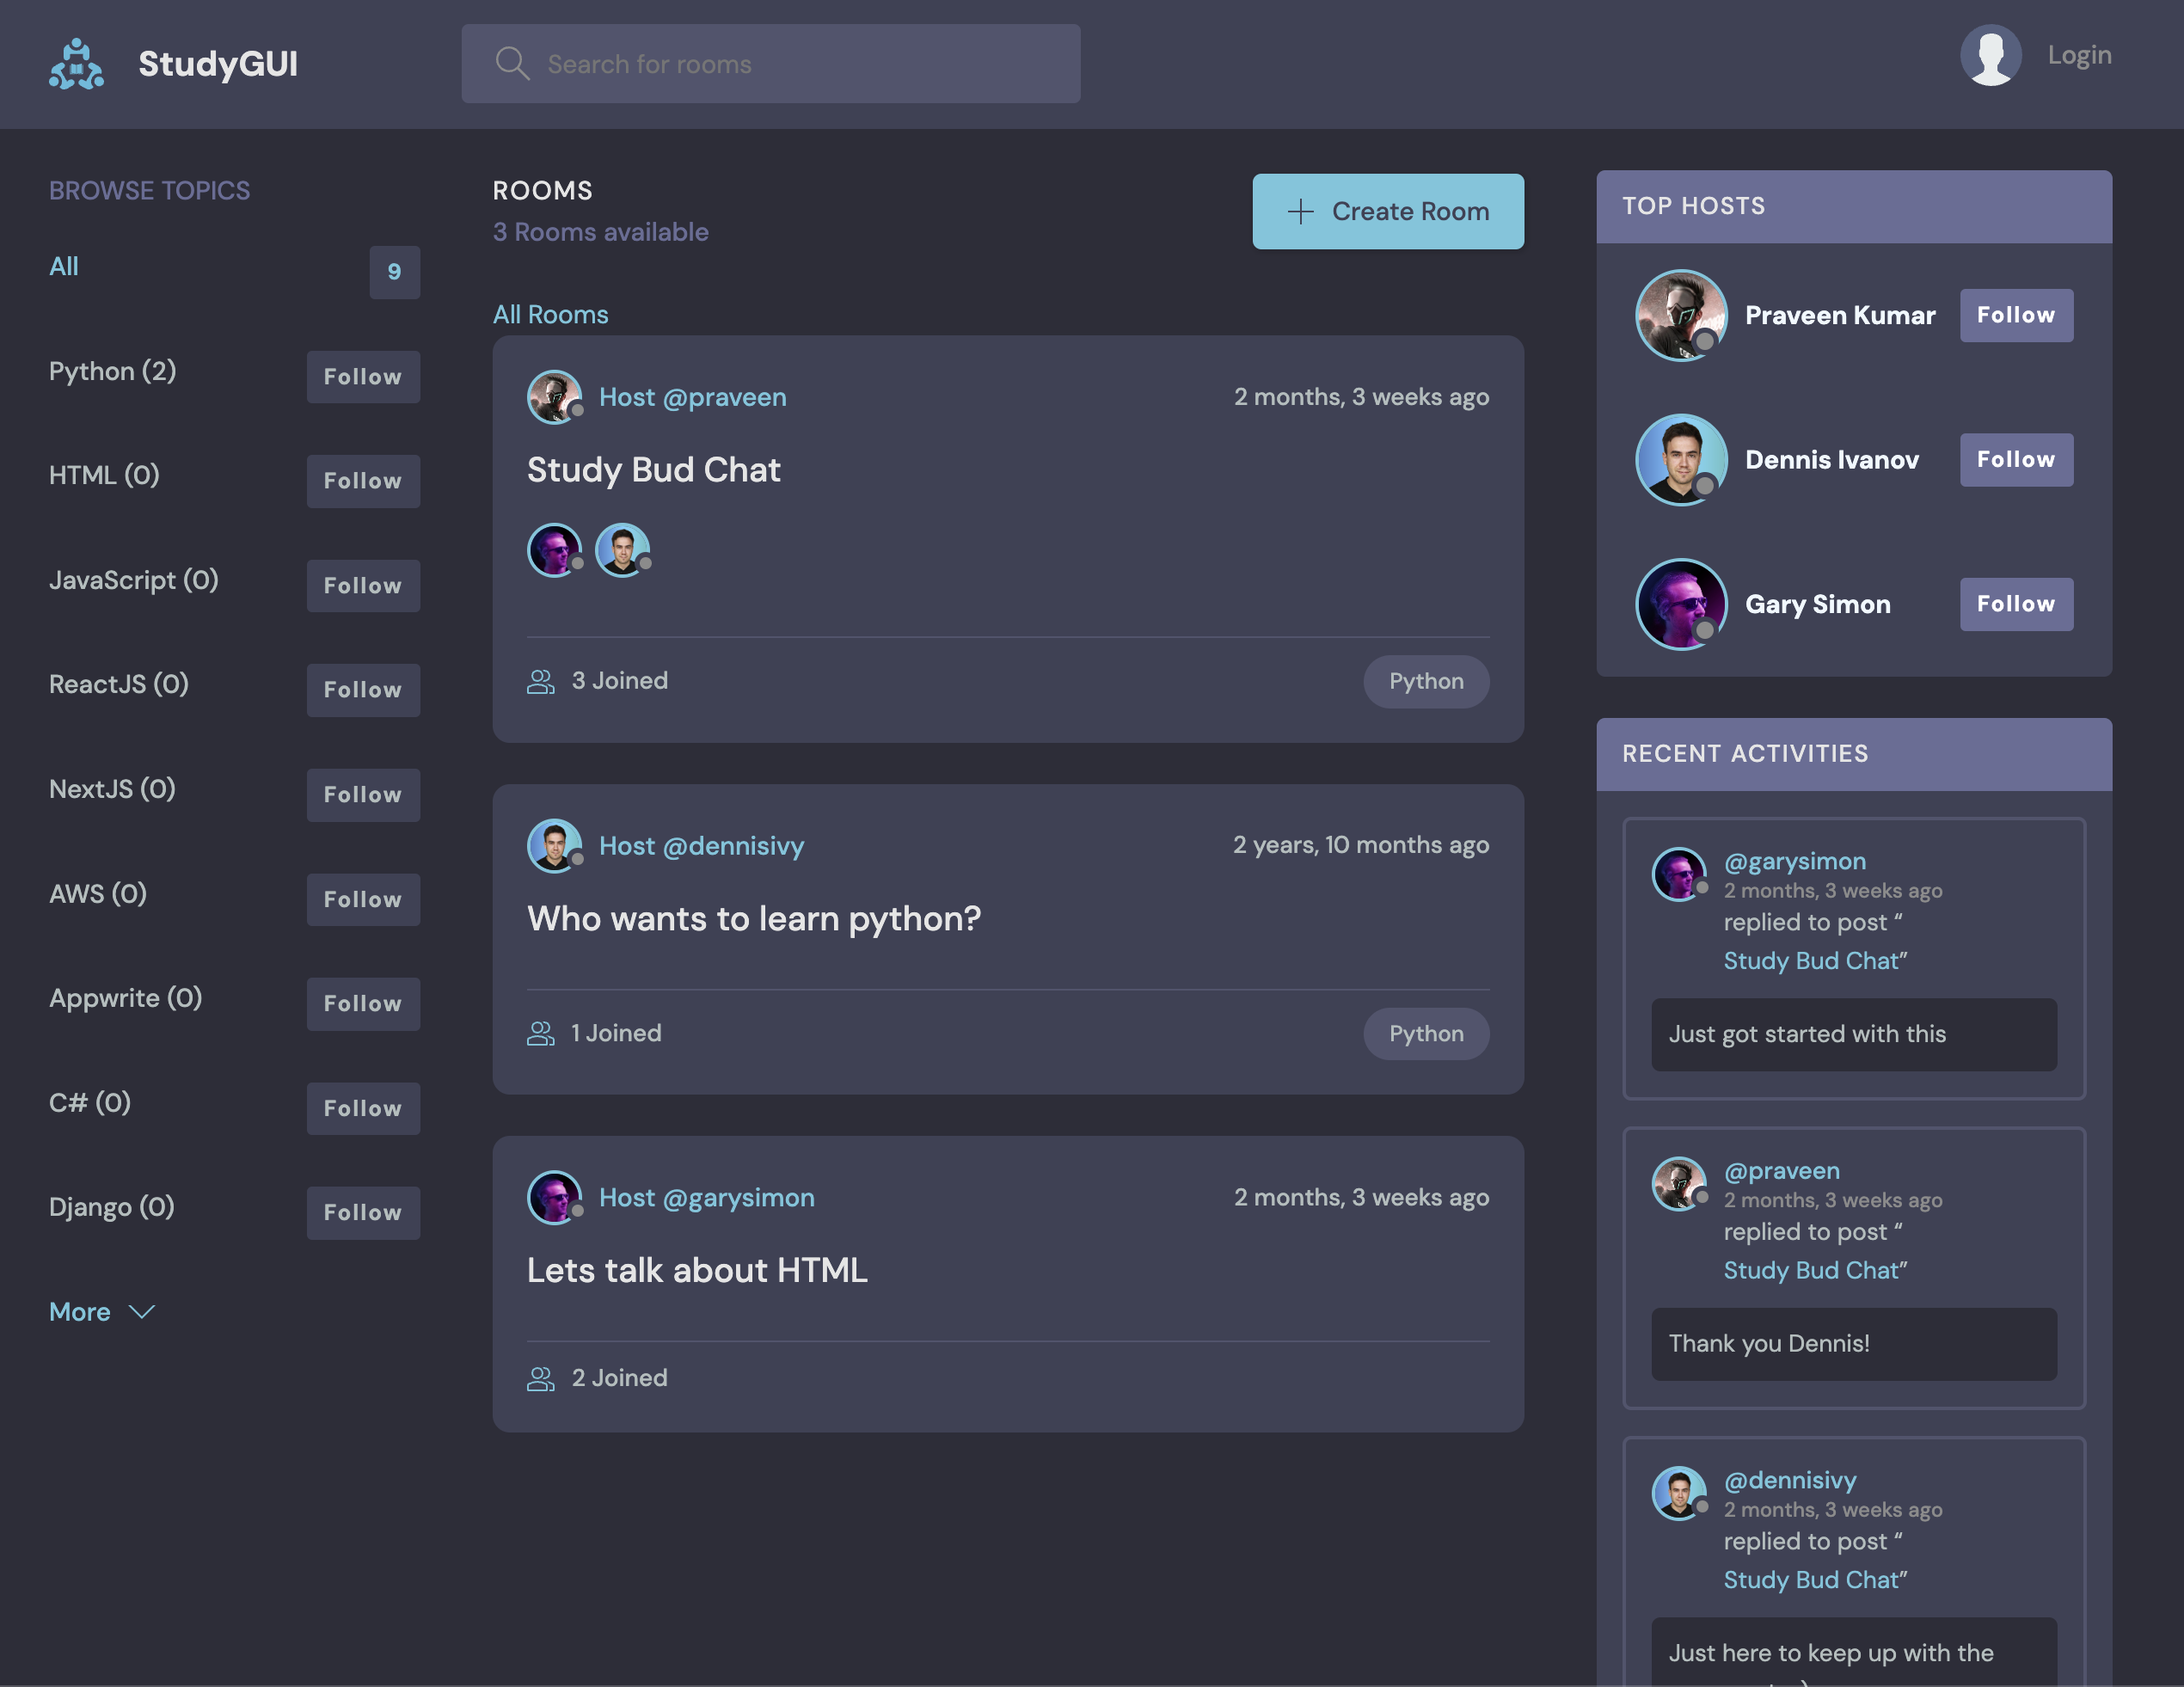 StudyGUI
Search for rooms
Login
BROWSE TOPICS
All
9
Python (2)
Follow
HTML (0)
Follow
JavaScript (0)
Follow
ReactJS (0)
Follow
NextJS (0)
Follow
AWS (0)
Follow
Appwrite (0)
Follow
C# (0)
Follow
Django (0)
Follow
More
ROOMS
3 Rooms available
Create Room
All Rooms
Host @praveen
2 months, 3 weeks ago
Study Bud Chat
3 Joined
Python
Host @dennisivy
2 years, 10 months ago
Who wants to learn python?
1 Joined
Python
Host @garysimon
2 months, 3 weeks ago
Lets talk about HTML
2 Joined
TOP HOSTS
Praveen Kumar
Follow
Dennis Ivanov
Follow
Gary Simon
Follow
RECENT ACTIVITIES
@garysimon
2 months, 3 weeks ago
replied to post “
Study Bud Chat”
Just got started with this
@praveen
2 months, 3 weeks ago
replied to post “
Study Bud Chat”
Thank you Dennis!
@dennisivy
2 months, 3 weeks ago
replied to post “
Study Bud Chat”
Just here to keep up with the